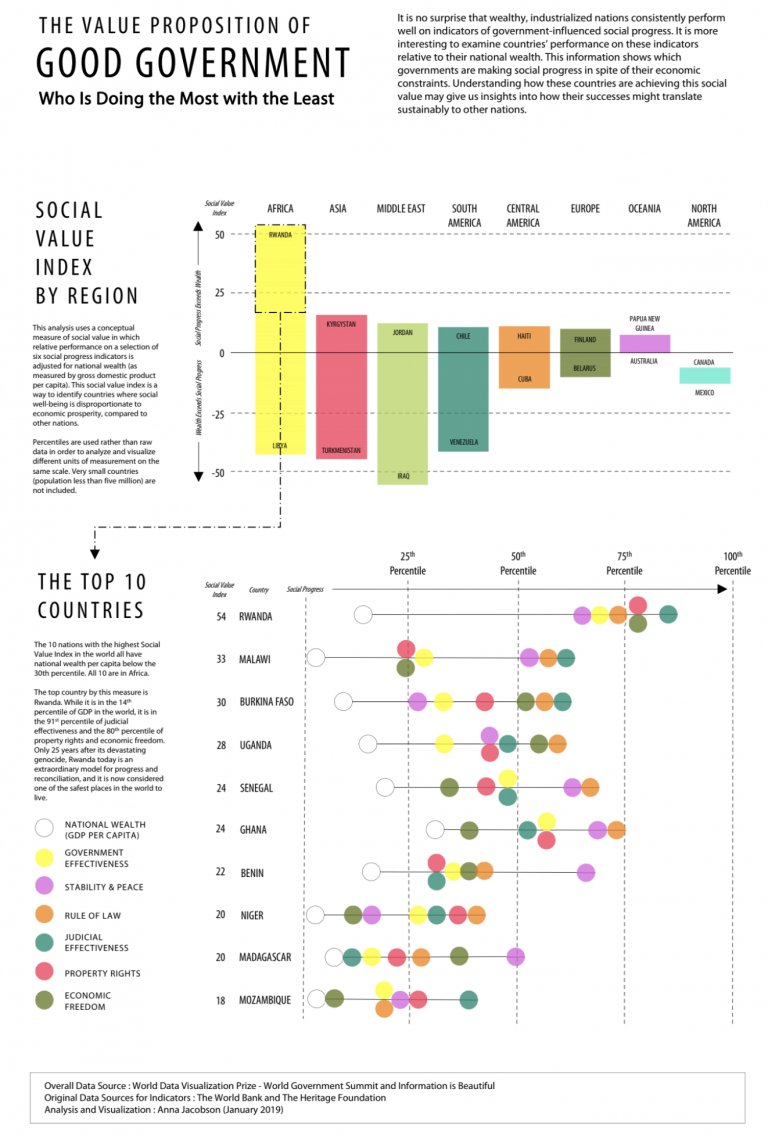 THE VALUE PROPOSITION OF
GOOD GOVERNMENT
Who Is Doing the Most with the Least
It is no surprise that wealthy, industrialized nations consistently perform
well on indicators of government-influenced social progress. It is more
interesting to examine countries' performance on these indicators
relative to their national wealth. This information shows which
governments are making social progress in spite of their economic
constraints. Understanding how these countries are achieving this social
value may give us insights into how their successes might translate
sustainably to other nations.
SOCIAL
VALUE
INDEX
BY REGION
This analysis uses a conceptual
measure of social value in which
relative performance on a selection of
six social progress indicators is
adjusted for national wealth (as
measured by gross domestic product
per capita). This social value index is a
way to identify countries where social
well-being is disproportionate to
economic prosperity, compared to
other nations.
Percentiles are used rather than raw
data in order to analyze and visualize
different units of measurement on the
same scale. Very small countries
(population less than five million) are
not included.
Social Value
Index
AFRICA
ASIA
MIDDLE EAST
SOUTH
AMERICA
CENTRAL
AMERICA
EUROPE
OCEANIA
NORTH
AMERICA
50
25
0
-25
-50
Social Progress Exceeds Wealth
Wealth Exceeds Social Progress
RWANDA
LIBYA
KYRGYSTAN
TURKMENISTAN
JORDAN
IRAQ
CHILE
VENEZUELA
HAITI
CUBA
FINLAND
BELARUS
PAPUA NEW
GUINEA
AUSTRALIA
CANADA
MEXICO
THE TOP 10
COUNTRIES
The 10 nations with the highest Social
Value Index in the world all have
national wealth per capita below the
30th percentile. All 10 are in Africa.
The top country by this measure is
Rwanda. While it is in the 14th
percentile of GDP in the world, it is in
the 91st percentile of judicial
effectiveness and the 80th percentile of
property rights and economic freedom.
Only 25 years after its devastating
genocide, Rwanda today is an
extraordinary model for progress and
reconciliation, and it is now considered
one of the safest places in the world to
live.
NATIONAL WEALTH
(GDP PER CAPITA)
GOVERNMENT
EFFECTIVENESS
STABILITY & PEACE
RULE OF LAW
JUDICIAL
EFFECTIVENESS
PROPERTY RIGHTS
ECONOMIC
FREEDOM
25th
Percentile
50th
Percentile
75th
Percentile
100th
Percentile
Social Value
Index
Country
Social Progress
54 RWANDA
33 MALAWI
30 BURKINA FASO
28 UGANDA
24 SENEGAL
24 GHANA
22 BENIN
20 NIGER
20 MADAGASCAR
18 MOZAMBIQUE
Overall Data Source : World Data Visualization Prize - World Government Summit and Information is Beautiful
Original Data Sources for Indicators : The World Bank and The Heritage Foundation
Analysis and Visualization : Anna Jacobson (January 2019)